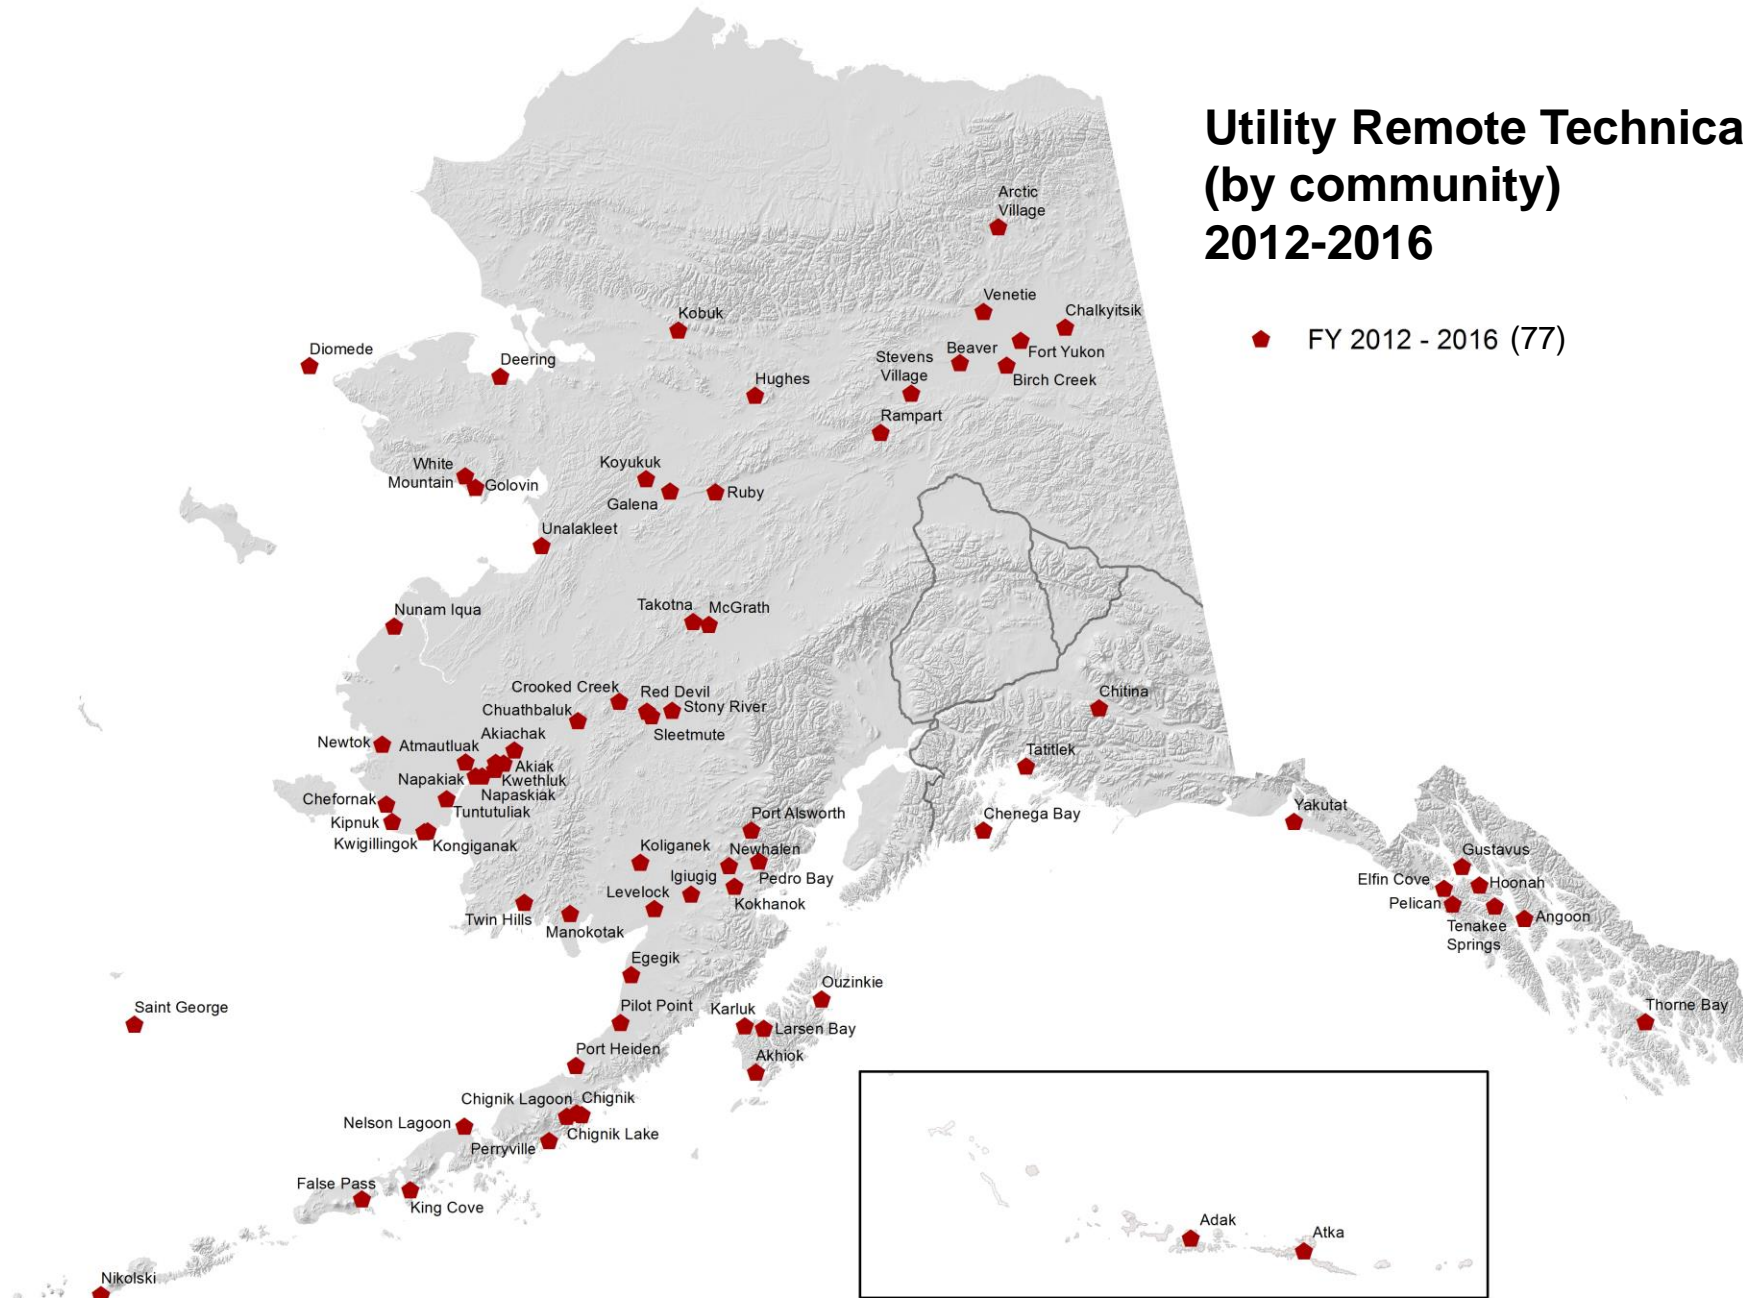 Utility Remote Technica
(by community)
2012-2016
FY 2012 - 2016 (77)
Arctic
Village
Venetie
Chalkyitsik
Kobuk
Fort Yukon
Beaver
Stevens
Village
Birch Creek
Diomede
Deering
Hughes
Rampart
White
Mountain
Golovin
Koyukuk
Galena
Ruby
Unalakleet
Nunam Iqua
Takotna
McGrath
Crooked Creek
Red Devil
Chuathbaluk
Stony River
Sleetmute
Chitina
Newtok
Atmautluak
Akiachak
Akiak
Napakiak
Kwethluk
Napaskiak
Tuntutuliak
Chefornak
Kipnuk
Kwigillingok
Kongiganak
Tatitlek
Chenega Bay
Yakutat
Port Alsworth
Koliganek
Newhalen
Igiugig
Pedro Bay
Levelock
Kokhanok
Twin Hills
Manokotak
Gustavus
Elfin Cove
Hoonah
Pelican
Tenakee
Springs
Angoon
Egegik
Ouzinkie
Saint George
Pilot Point
Karluk
Larsen Bay
Thorne Bay
Port Heiden
Akhiok
Chignik Lagoon
Chignik
Nelson Lagoon
Chignik Lake
Perryville
False Pass
King Cove
Adak
Atka
Nikolski